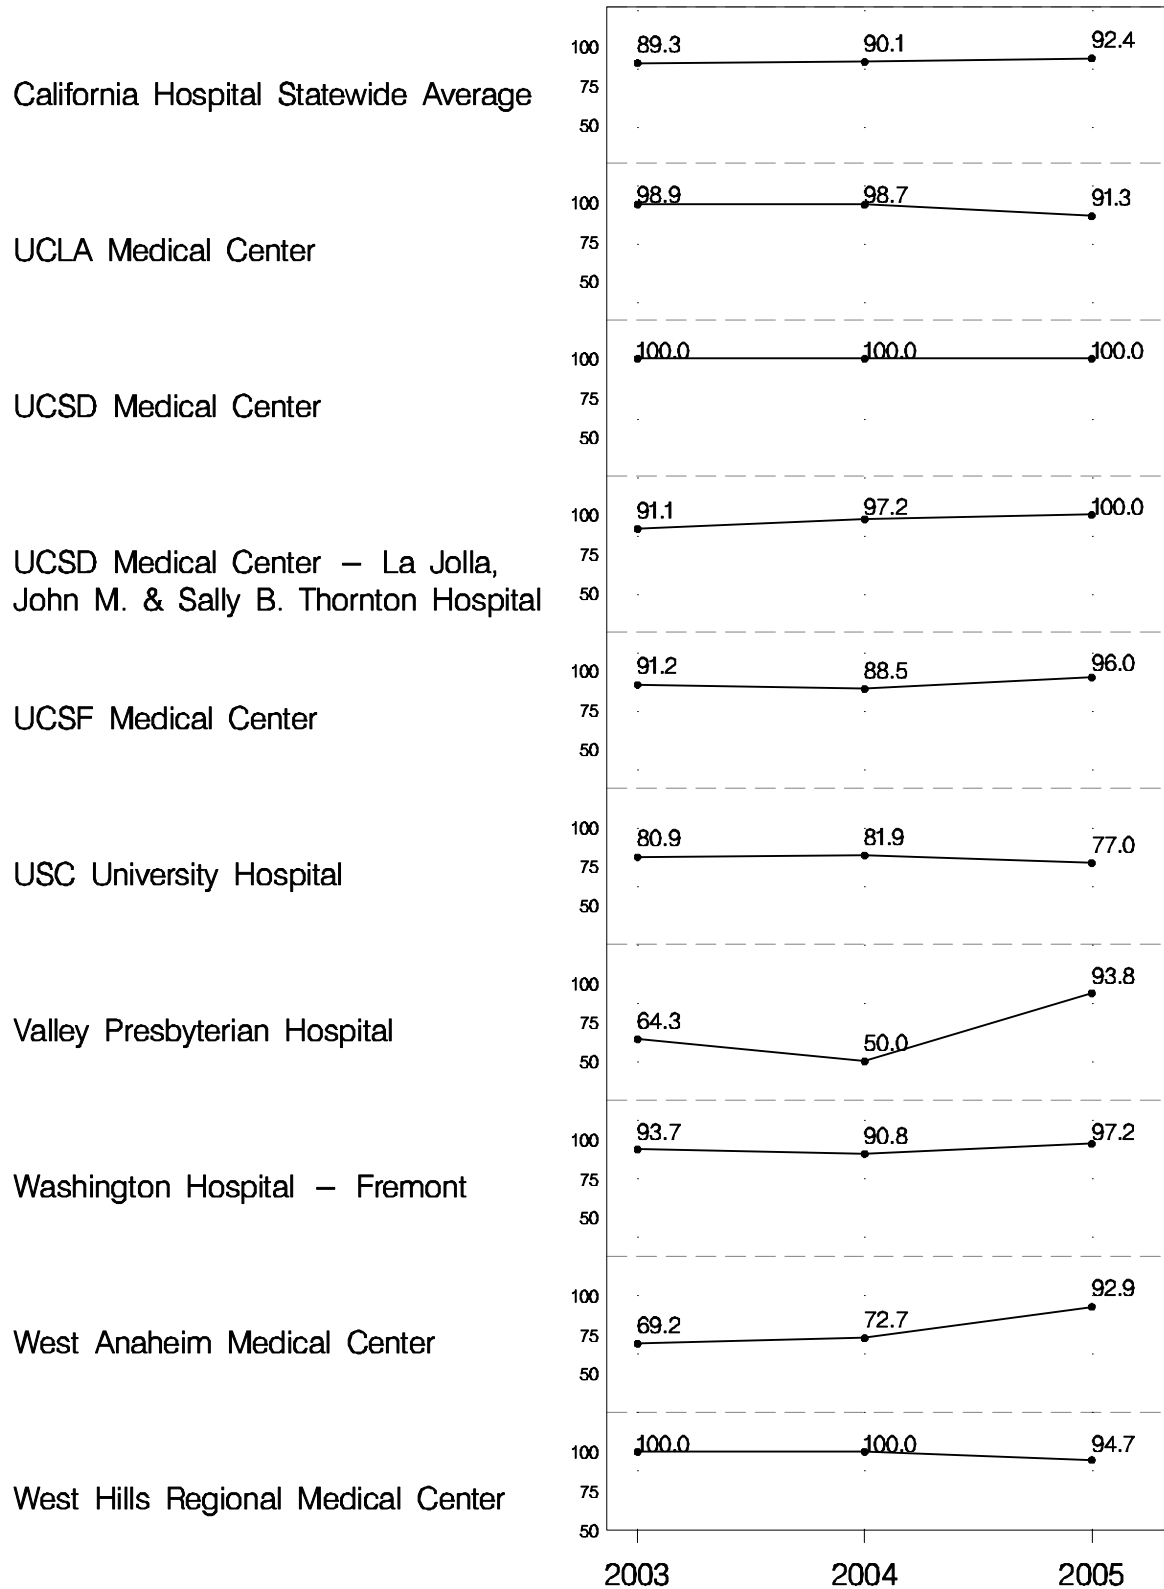 100 89.3 90.1 92.4
75
California Hospital Statewide Average
50
100 98.9 98.7 91.3
75
UCLA Medical Center
50
100 100.0 100.0 100.0
75
UCSD Medical Center
50
100 91.1 97.2 100.0
75
UCSD Medical Center – La Jolla,
John M. & Sally B. Thornton Hospital
50
100 91.2 88.5 96.0
75
UCSF Medical Center
50
100 80.9 81.9 77.0
75
USC University Hospital
50
100 93.8
75 64.3
Valley Presbyterian Hospital
50 50.0
100 93.7 90.8 97.2
75
Washington Hospital – Fremont
50
100 92.9
75 69.2 72.7
West Anaheim Medical Center
50
100 100.0 100.0 94.7
75
West Hills Regional Medical Center
50
2003 2004 2005